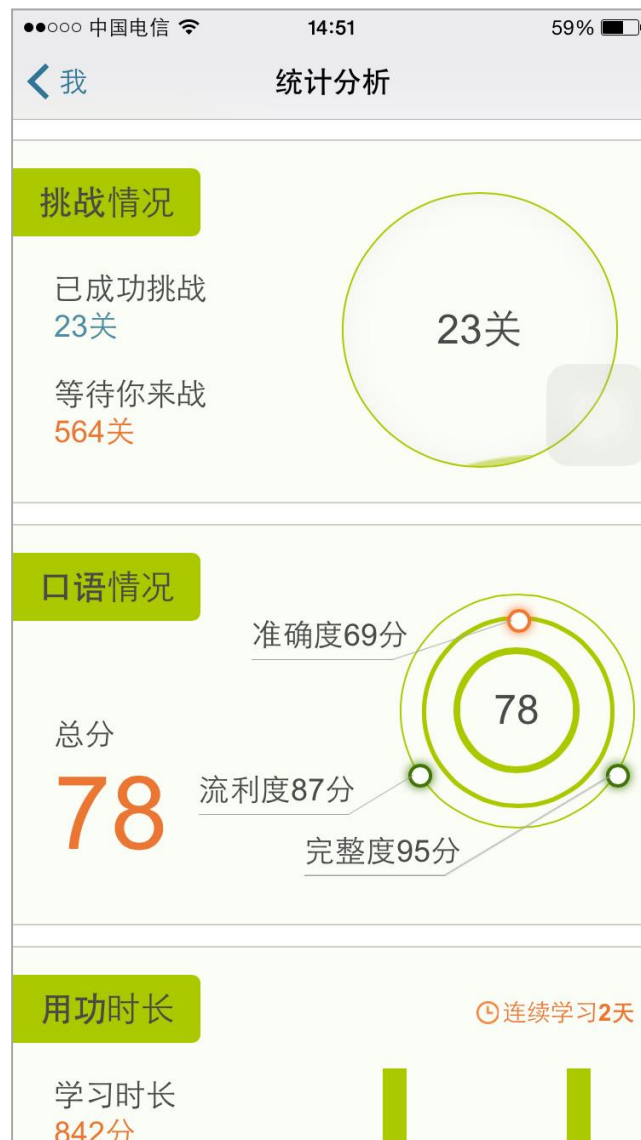 中国电信 14:51 59%
我 统计分析
挑战情况
已成功挑战
23关
23关
等待你来战
564关
口语情况
准确度69分
78
总分
78
流利度87分
完整度95分
用功时长
连续学习2天
学习时长
842分